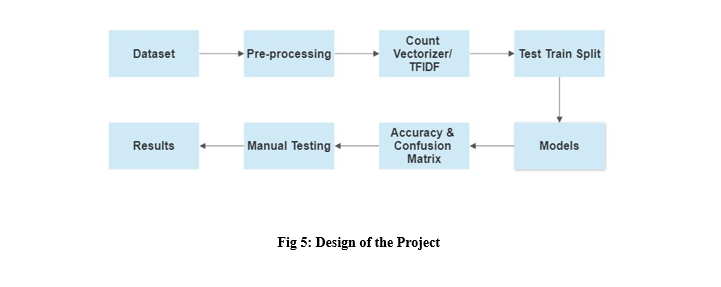 Dataset
Pre-processing
Count
Vectorizer/
TFIDF
Test Train Split
Results
Manual Testing
Accuracy &
Confusion
Matrix
Models
Fig 5: Design of the Project